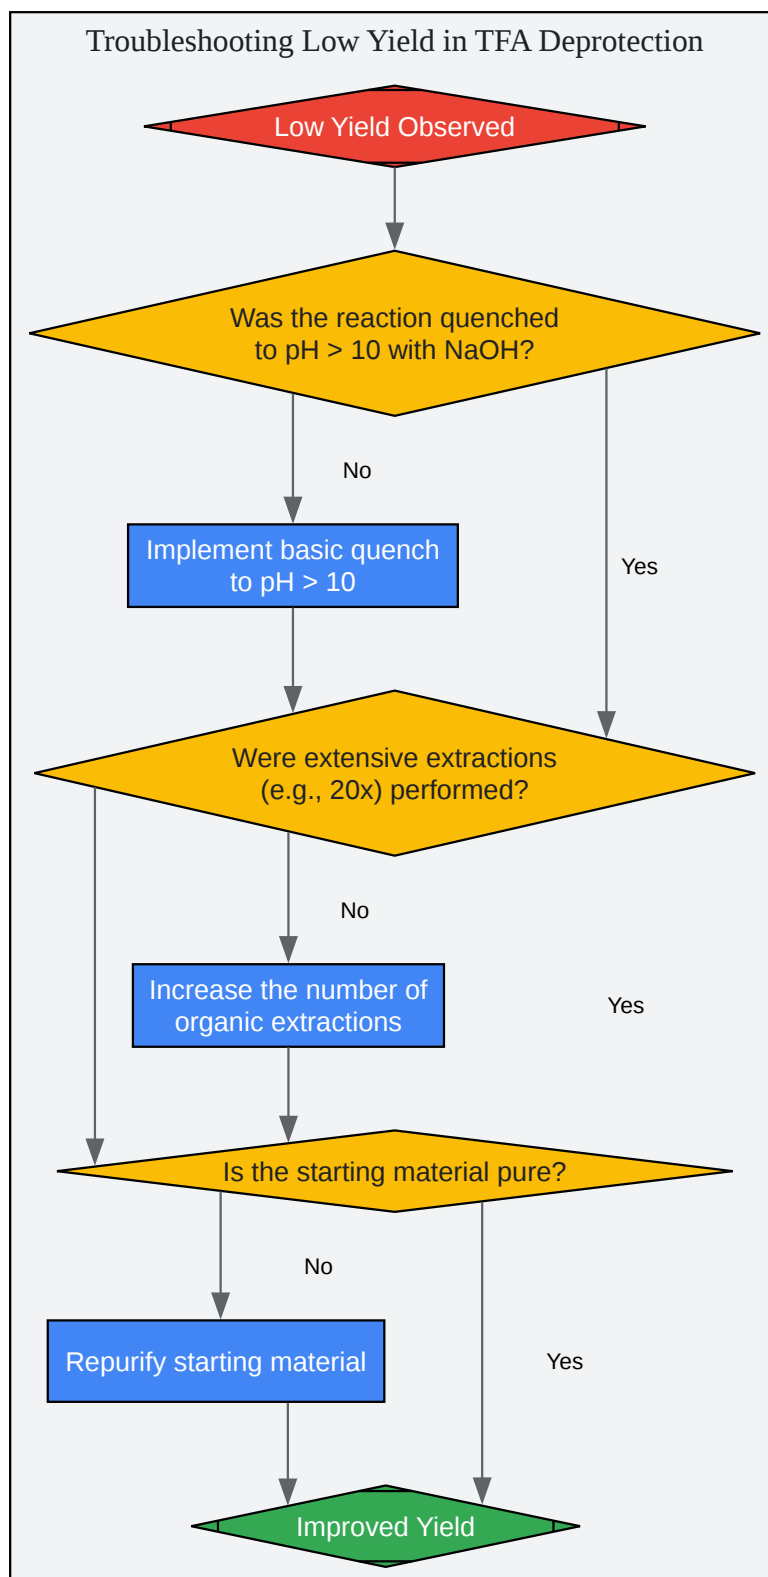 Troubleshooting Low Yield in TFA Deprotection
Low Yield Observed
Was the reaction quenched
to pH > 10 with NaOH?
No
Implement basic quench
to pH > 10
Yes
Were extensive extractions
(e.g., 20x) performed?
No
Increase the number of
organic extractions
Yes
Is the starting material pure?
No
Repurify starting material
Yes
Improved Yield